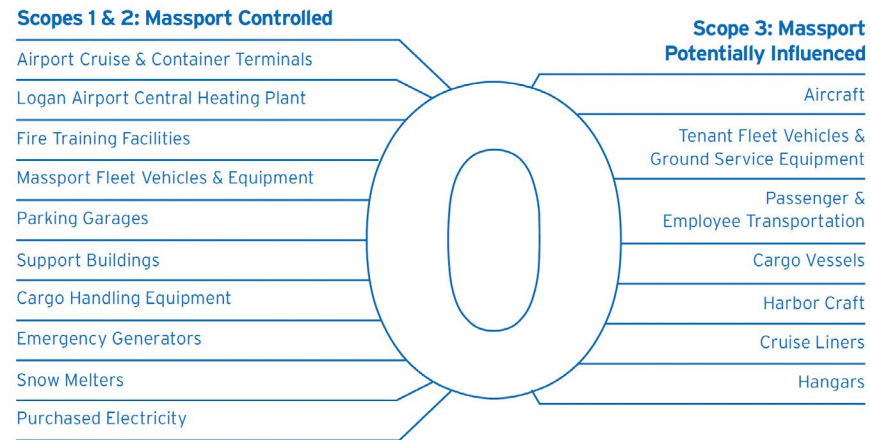 Scopes 1 & 2: Massport Controlled
Airport Cruise & Container Terminals
Logan Airport Central Heating Plant
Fire Training Facilities
Massport Fleet Vehicles & Equipment
Parking Garages
Support Buildings
Cargo Handling Equipment
Emergency Generators
Snow Melters
Purchased Electricity
0
Scope 3: Massport
Potentially Influenced
Aircraft
Tenant Fleet Vehicles &
Ground Service Equipment
Passenger &
Employee Transportation
Cargo Vessels
Harbor Craft
Cruise Liners
Hangars